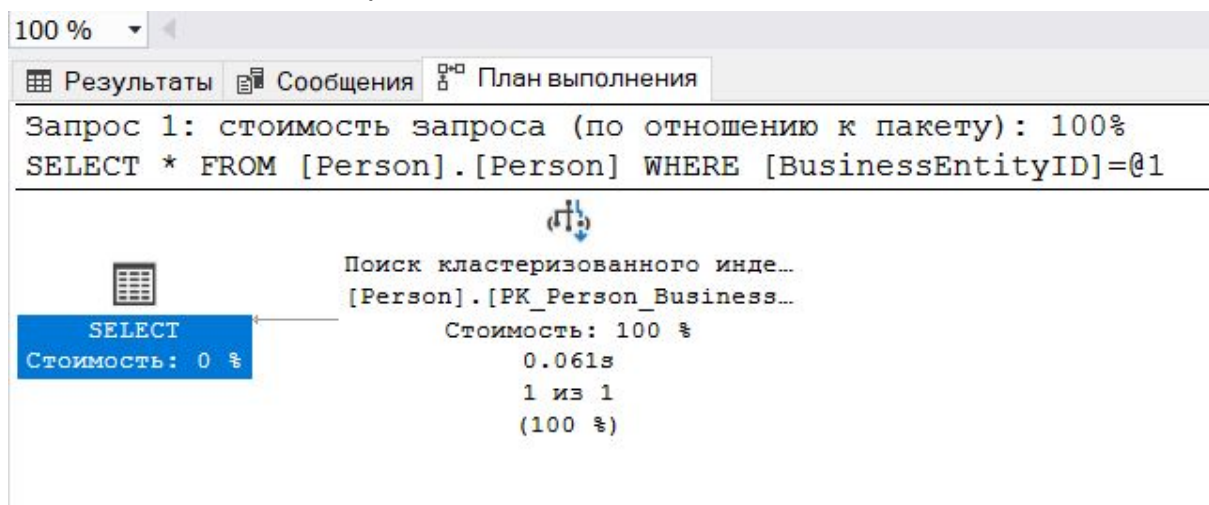 100 %
Результаты Сообщения План выполнения
Запрос 1: стоимость запроса (по отношению к пакету): 100%
SELECT * FROM [Person].[Person] WHERE [BusinessEntityID]=@1
Поиск кластеризованного инде…
[Person].[PK_Person_Business…
Стоимость: 100 %
0.061s
1 из 1
(100 %)
SELECT
Стоимость: 0 %